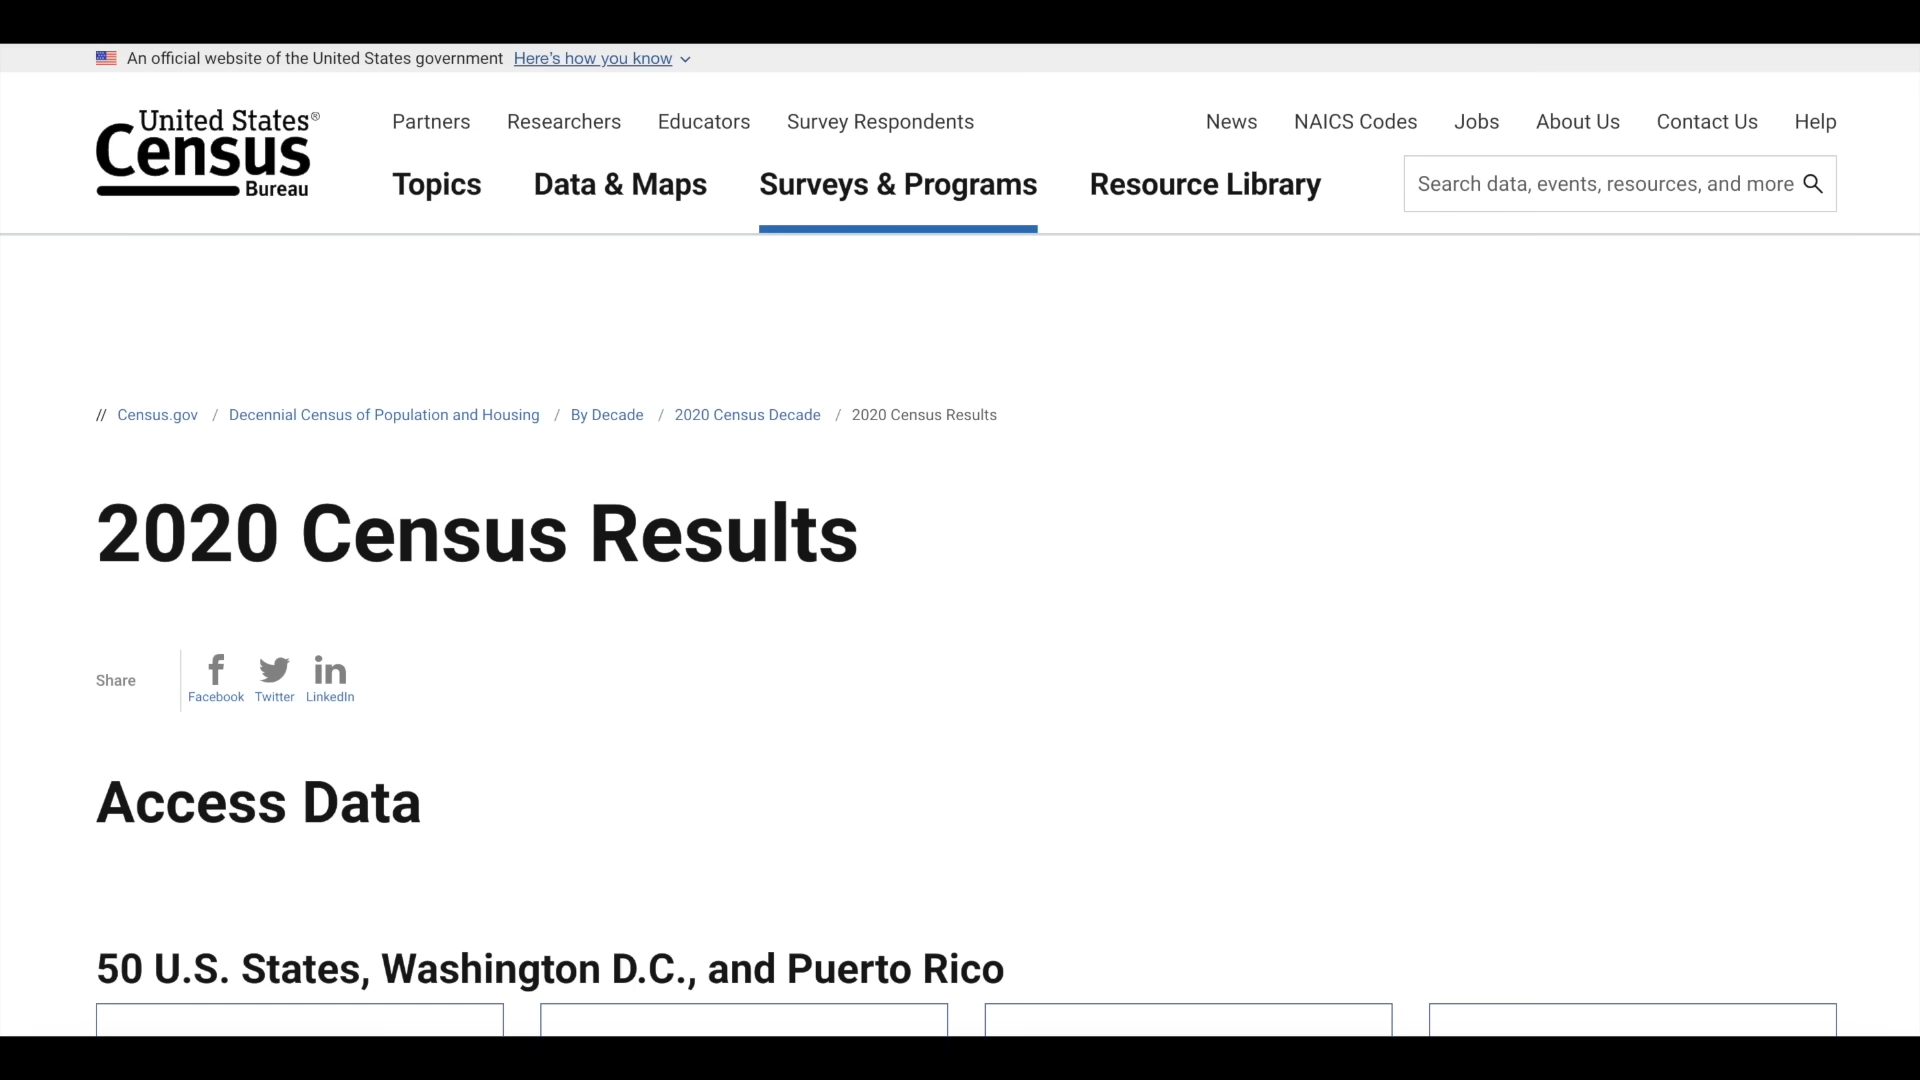 An official website of the United States government Here's how you know
United States®
Census
Bureau
Partners Researchers Educators Survey Respondents
News NAICS Codes Jobs About Us Contact Us Help
Topics Data & Maps Surveys & Programs Resource Library
Search data, events, resources, and more
// Census.gov / Decennial Census of Population and Housing / By Decade / 2020 Census Decade / 2020 Census Results
2020 Census Results
Share
Facebook Twitter LinkedIn
Access Data
50 U.S. States, Washington D.C., and Puerto Rico